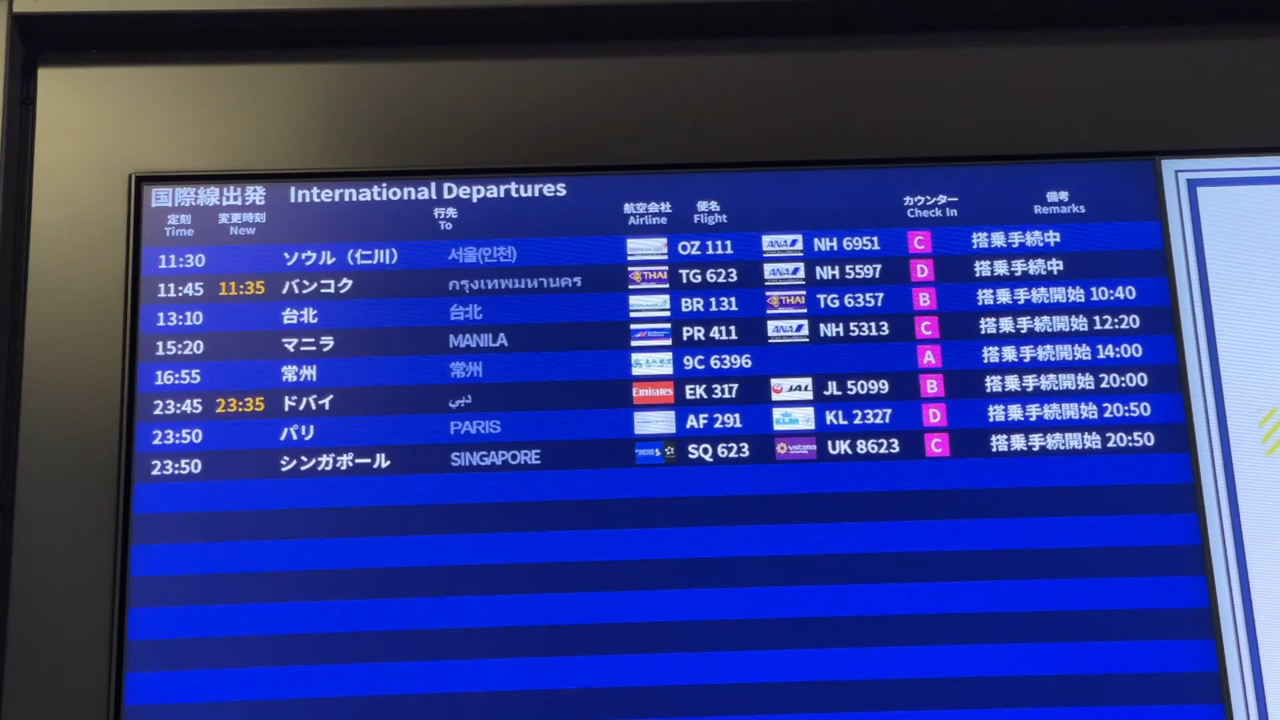 国際線出発 International Departures
定刻 変更時刻 行先 航空会社 便名 カウンター 備考
Time New To Airline Flight Check In Remarks
11:30 ソウル（仁川） 서울(인천) OZ 111 ANA NH 6951 C 搭乗手続中
11:45 11:35 バンコク กรุงเทพมหานคร THAI TG 623 ANA NH 5597 D 搭乗手続中
13:10 台北 台北 BR 131 THAI TG 6357 B 搭乗手続開始 10:40
15:20 マニラ MANILA PR 411 ANA NH 5313 C 搭乗手続開始 12:20
16:55 常州 常州 9C 6396 A 搭乗手続開始 14:00
23:45 23:35 ドバイ دبي Emirates EK 317 JAL JL 5099 B 搭乗手続開始 20:00
23:50 パリ PARIS AF 291 KLM KL 2327 D 搭乗手続開始 20:50
23:50 シンガポール SINGAPORE SQ 623 vistara UK 8623 C 搭乗手続開始 20:50